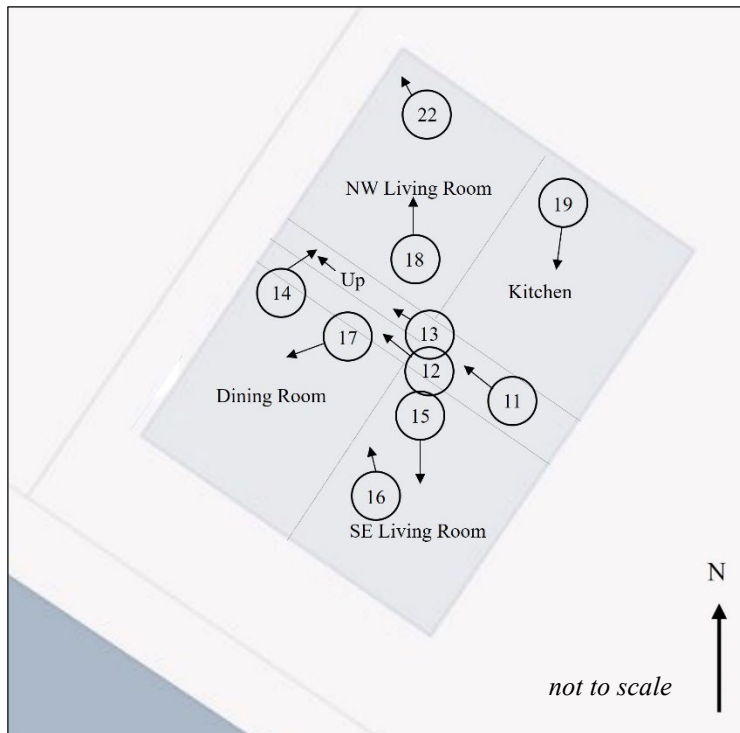 22
NW Living Room
19
18
Kitchen
Up
14
13
17
12
Dining Room
11
15
16
SE Living Room
N
not to scale